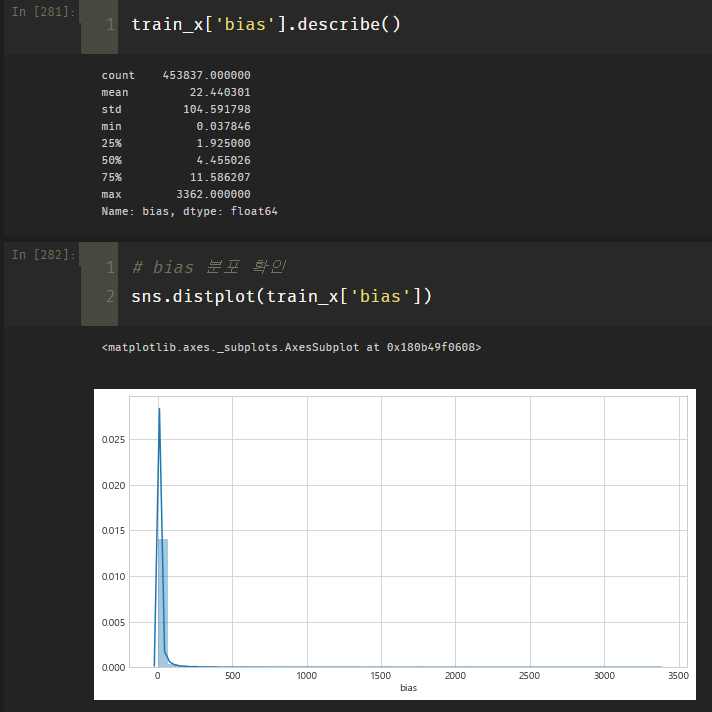 In [281]:
1 train_x['bias'].describe()
count 453837.000000
mean 22.440301
std 104.591798
min 0.037846
25% 1.925000
50% 4.455026
75% 11.586207
max 3362.000000
Name: bias, dtype: float64
In [282]:
1 # bias 분포 확인
2 sns.distplot(train_x['bias'])
<matplotlib.axes._subplots.AxesSubplot at 0x180b49f0608>
0.025
0.020
0.015
0.010
0.005
0.000
0 500 1000 1500 2000 2500 3000 3500
bias